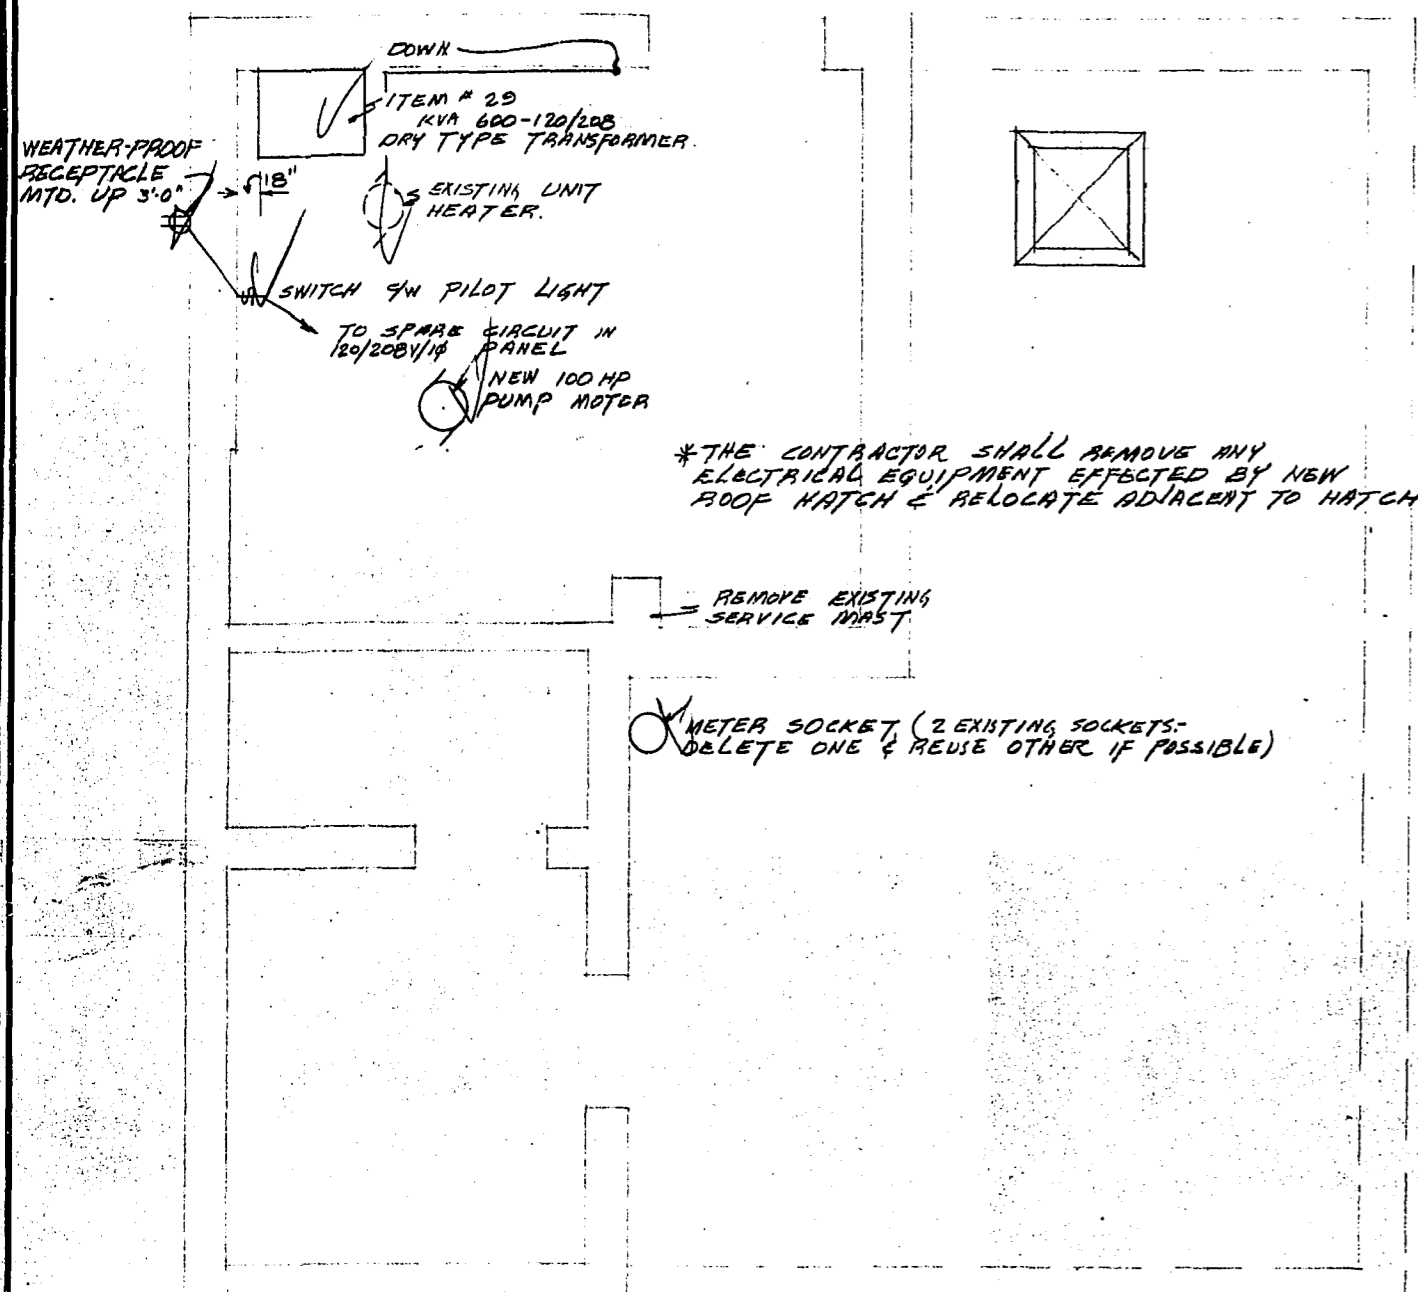 DOWN
ITEM # 29
KVA 600-120/208
DRY TYPE TRANSFORMER.
WEATHER-PROOF
RECEPTACLE
MTD. UP 3'-0"
18"
EXISTING UNIT
HEATER.
SWITCH C/W PILOT LIGHT
TO SPARE CIRCUIT IN
120/208V/1φ PANEL
NEW 100 HP
PUMP MOTOR
* THE CONTRACTOR SHALL REMOVE ANY
ELECTRICAL EQUIPMENT EFFECTED BY NEW
ROOF HATCH & RELOCATE ADJACENT TO HATCH
REMOVE EXISTING
SERVICE MAST
METER SOCKET (2 EXISTING SOCKETS-
DELETE ONE & REUSE OTHER IF POSSIBLE)